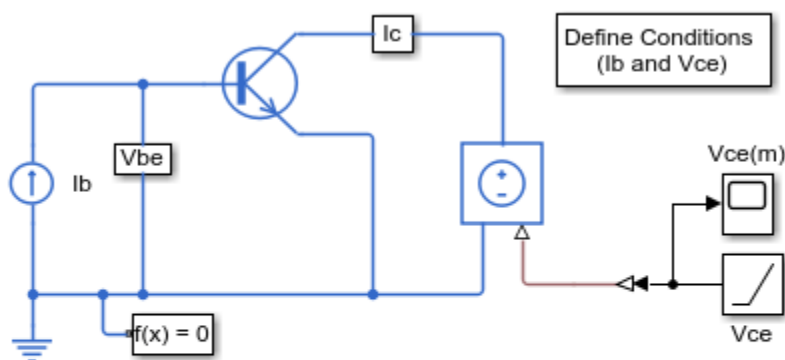 Ic
Define Conditions
(Ib and Vce)
Vbe
Ib
Vce(m)
f(x) = 0
Vce